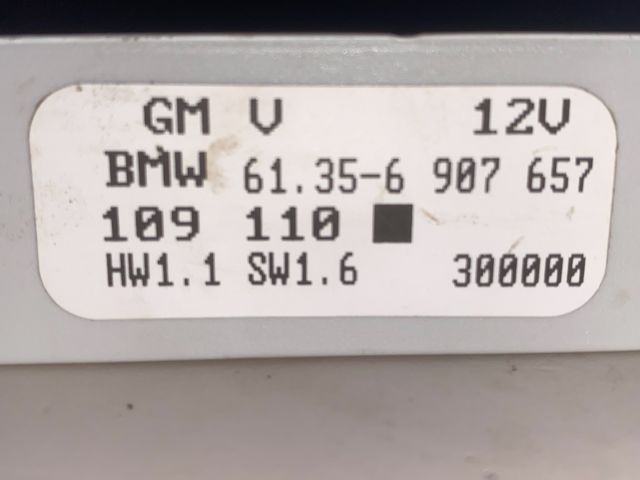 GM V 12V
BMW 61.35-6 907 657
109 110 ■
HW1.1 SW1.6 300000